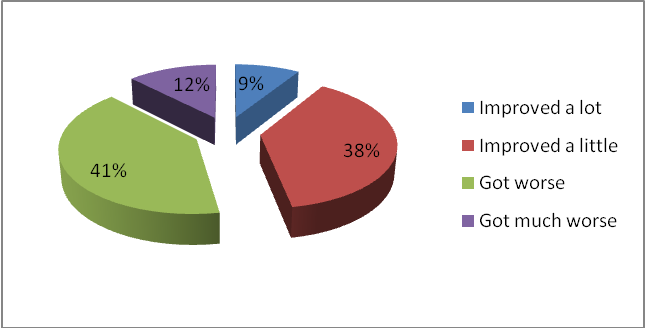 12%
9%
38%
41%
Improved a lot
Improved a little
Got worse
Got much worse